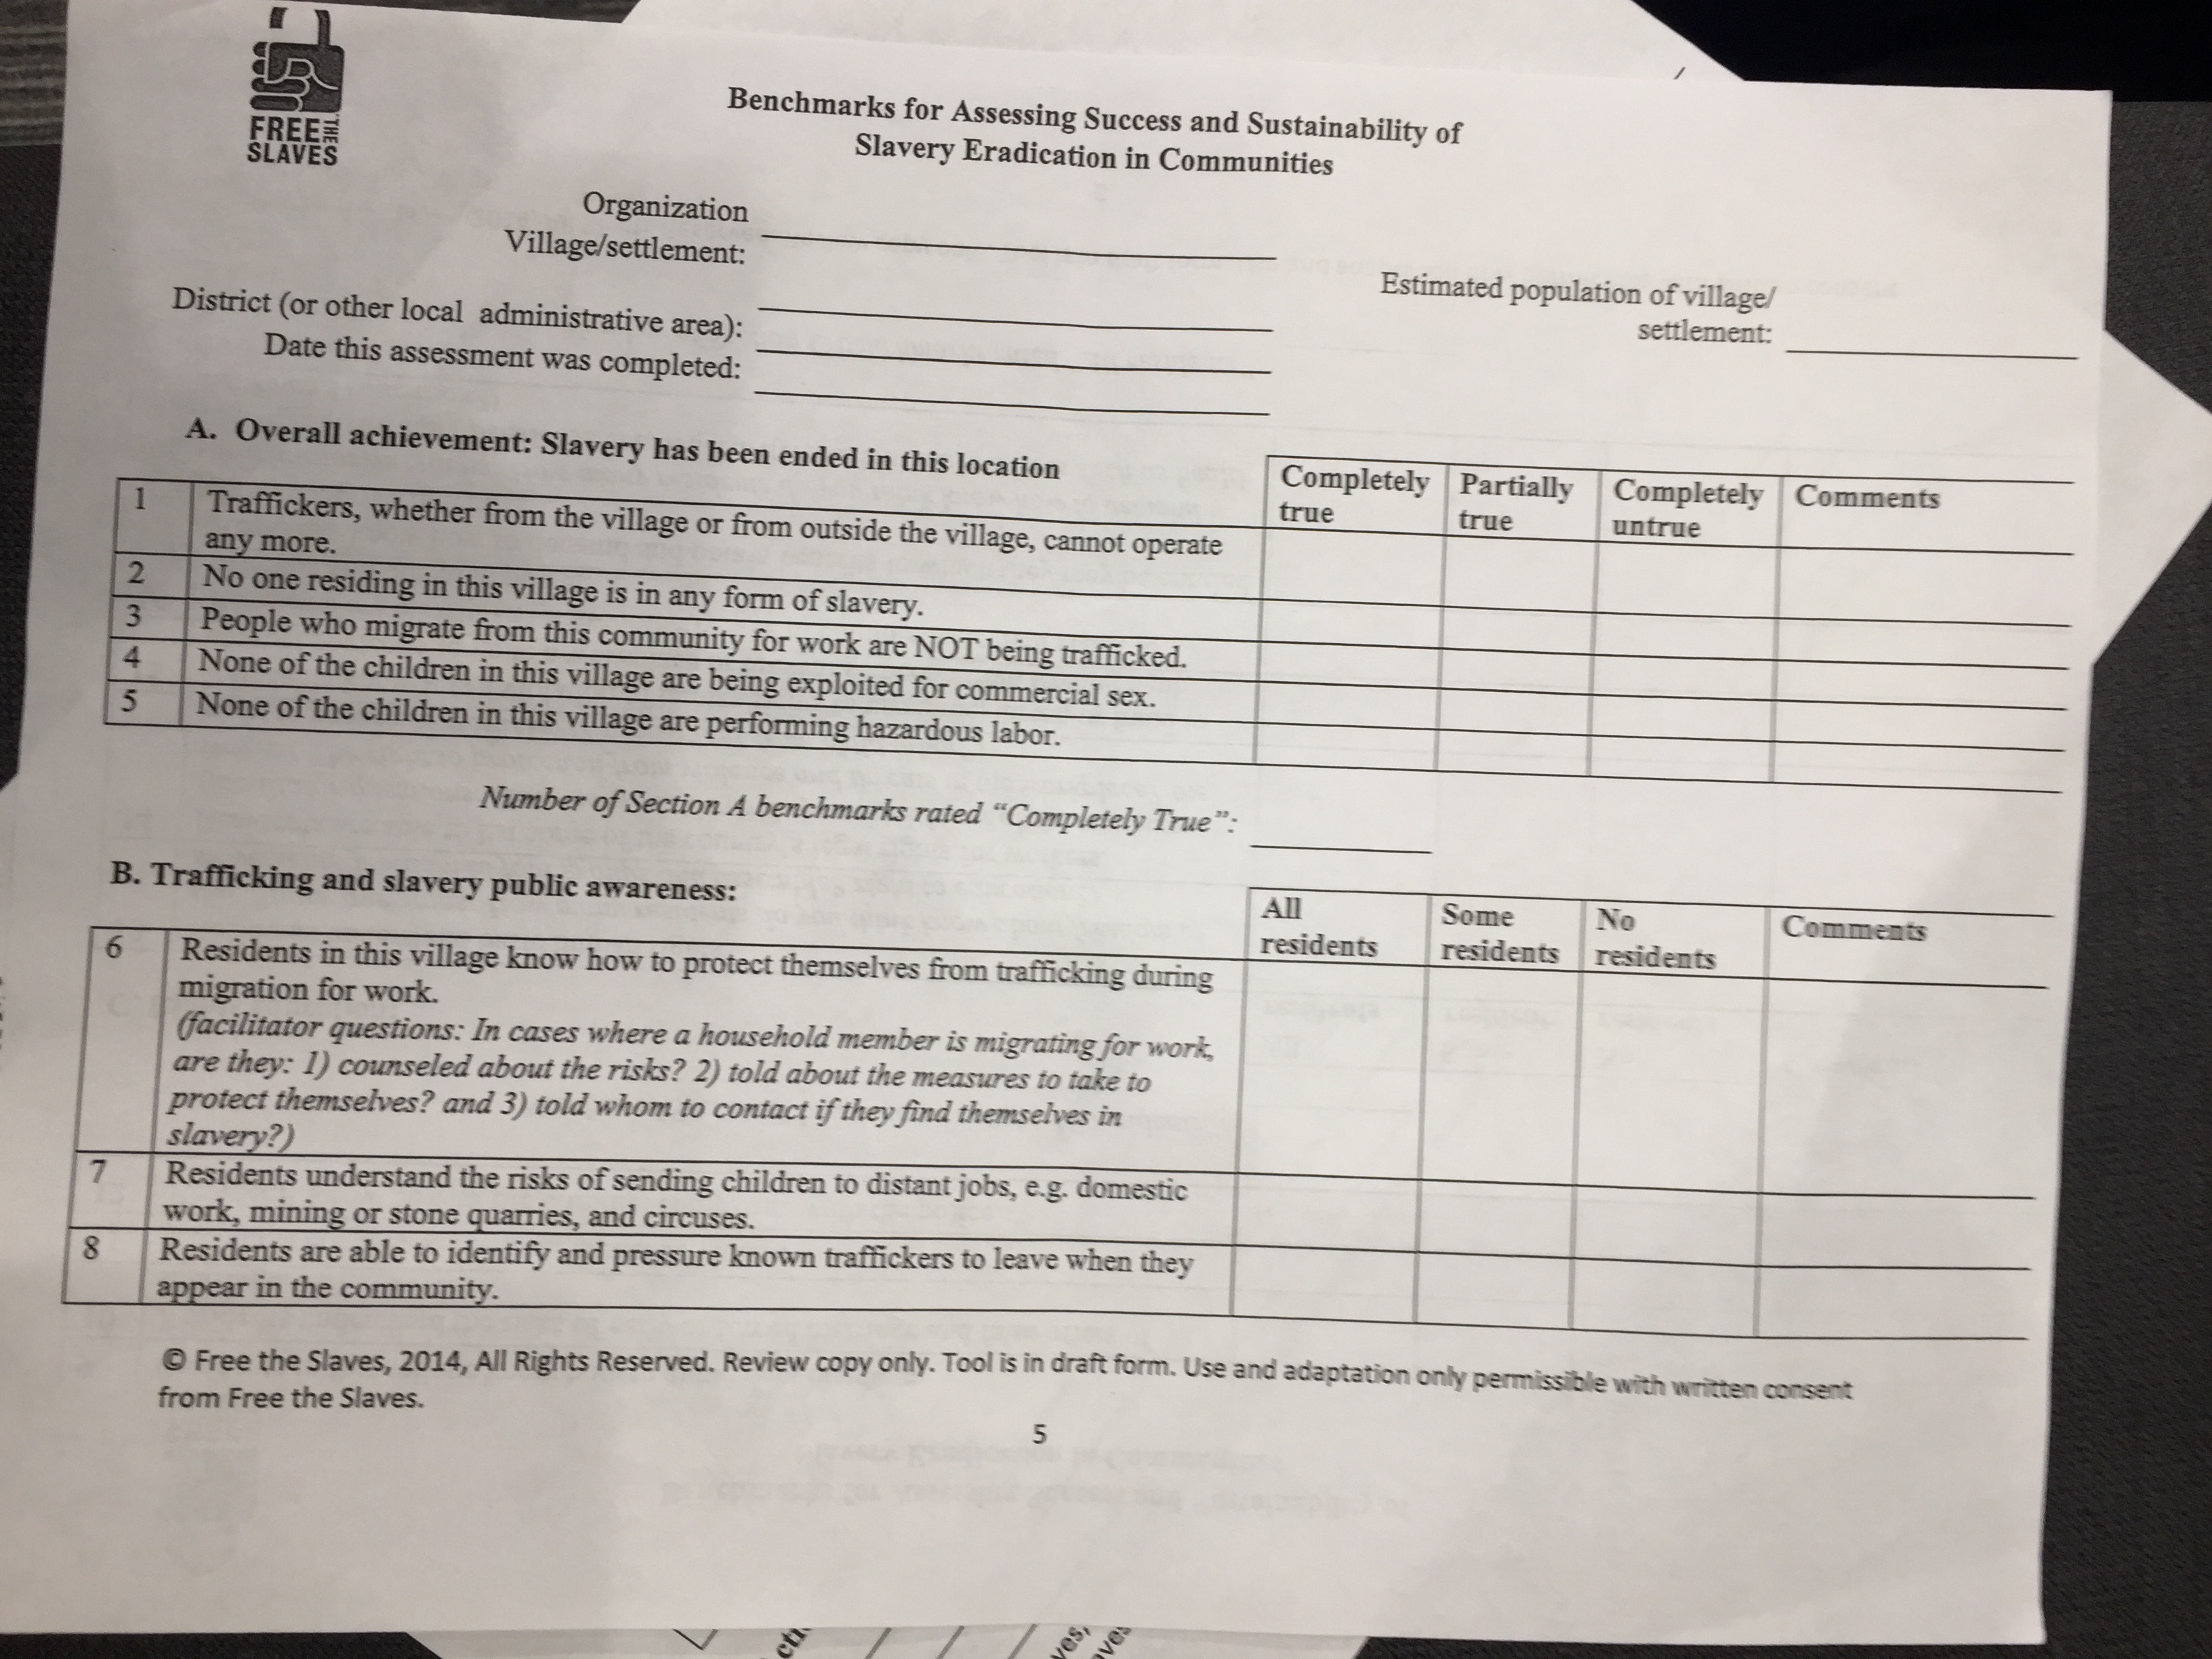 FREE THE
SLAVES
Benchmarks for Assessing Success and Sustainability of
Slavery Eradication in Communities
Organization
Village/settlement:
District (or other local administrative area):
Date this assessment was completed:
Estimated population of village/
settlement:
A. Overall achievement: Slavery has been ended in this location
Completely true
Partially true
Completely untrue
Comments
1 Traffickers, whether from the village or from outside the village, cannot operate
any more.
2 No one residing in this village is in any form of slavery.
3 People who migrate from this community for work are NOT being trafficked.
4 None of the children in this village are being exploited for commercial sex.
5 None of the children in this village are performing hazardous labor.
Number of Section A benchmarks rated “Completely True”:
B. Trafficking and slavery public awareness:
All residents
Some residents
No residents
Comments
6 Residents in this village know how to protect themselves from trafficking during
migration for work.
(facilitator questions: In cases where a household member is migrating for work,
are they: 1) counseled about the risks? 2) told about the measures to take to
protect themselves? and 3) told whom to contact if they find themselves in
slavery?)
7 Residents understand the risks of sending children to distant jobs, e.g. domestic
work, mining or stone quarries, and circuses.
8 Residents are able to identify and pressure known traffickers to leave when they
appear in the community.
© Free the Slaves, 2014, All Rights Reserved. Review copy only. Tool is in draft form. Use and adaptation only permissible with written consent
from Free the Slaves.
5